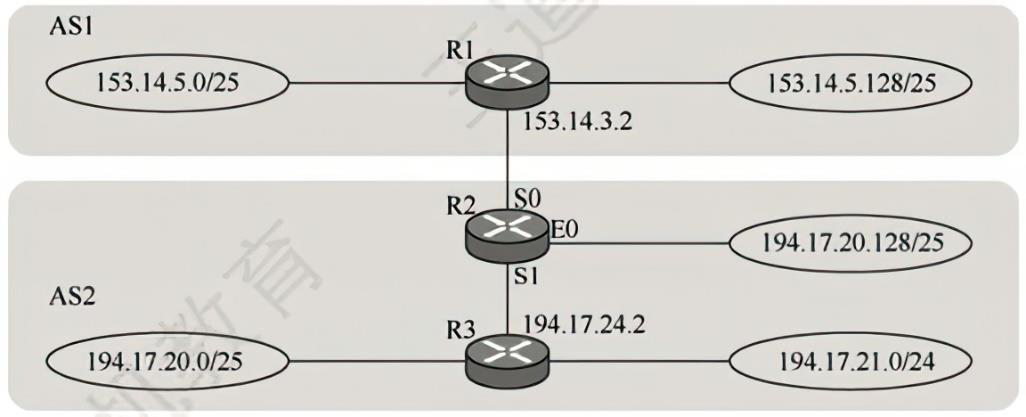 AS1
R1
153.14.5.0/25
153.14.5.128/25
153.14.3.2
R2
S0
E0
194.17.20.128/25
S1
AS2
R3
194.17.24.2
194.17.20.0/25
194.17.21.0/24
教育